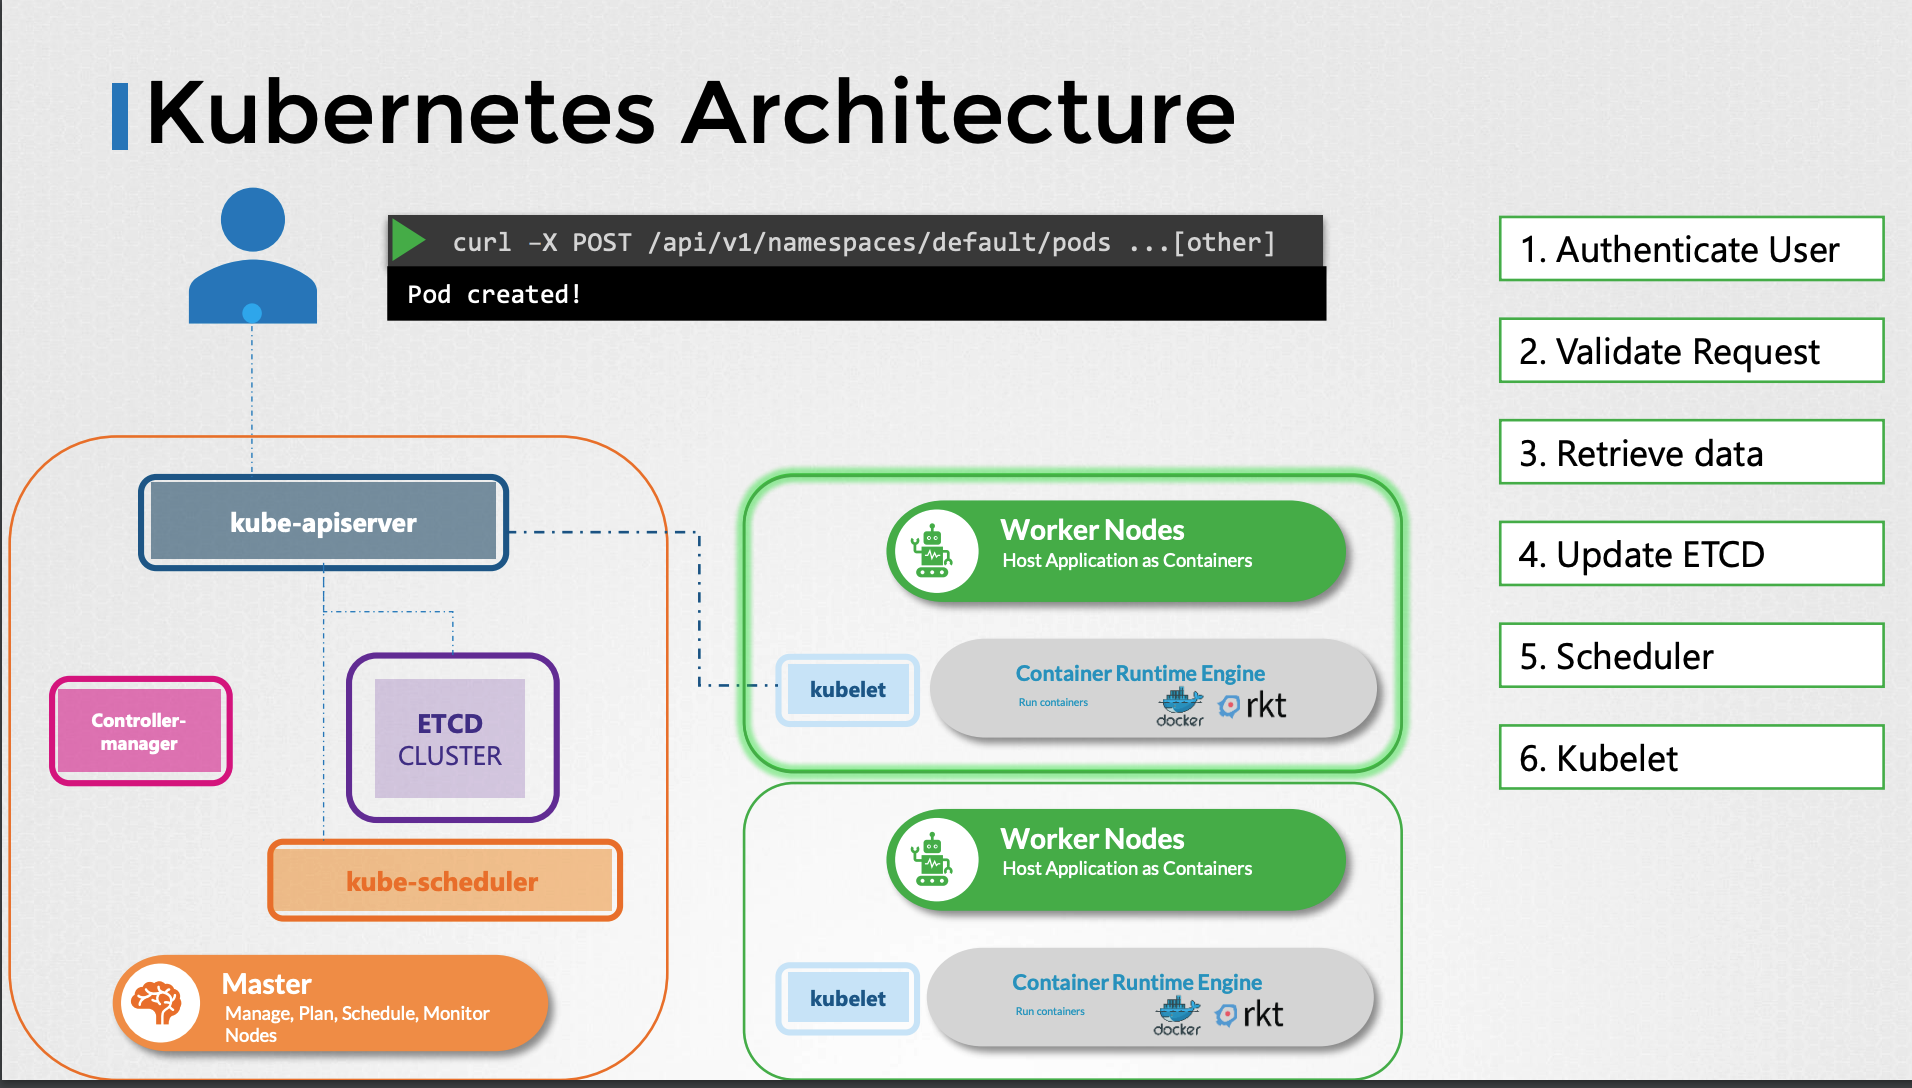 Kubernetes Architecture
curl –X POST /api/v1/namespaces/default/pods ...[other]
Pod created!
1. Authenticate User
2. Validate Request
3. Retrieve data
4. Update ETCD
5. Scheduler
6. Kubelet
kube-apiserver
Controller-
manager
ETCD
CLUSTER
kube-scheduler
Master
Manage, Plan, Schedule, Monitor
Nodes
Worker Nodes
Host Application as Containers
kubelet
Container Runtime Engine
Run containers
docker
rkt
Worker Nodes
Host Application as Containers
kubelet
Container Runtime Engine
Run containers
docker
rkt